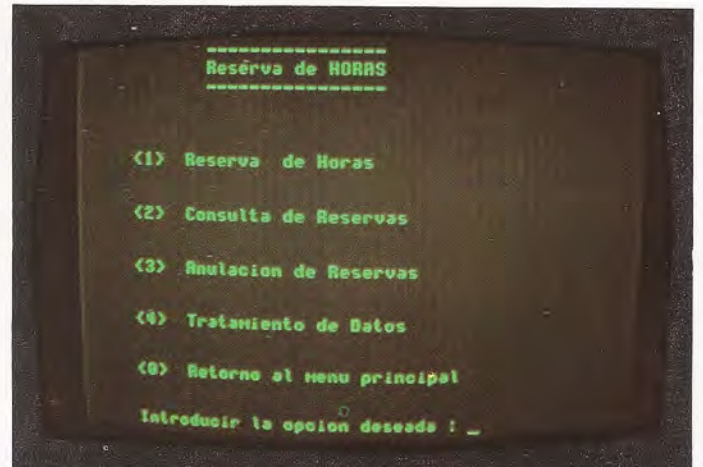 Reserva de HORAS
<1> Reserva de Horas
<2> Consulta de Reservas
<3> Anulacion de Reservas
<4> Tratamiento de Datos
<0> Retorno al menu principal
Introducir la opcion deseada : _